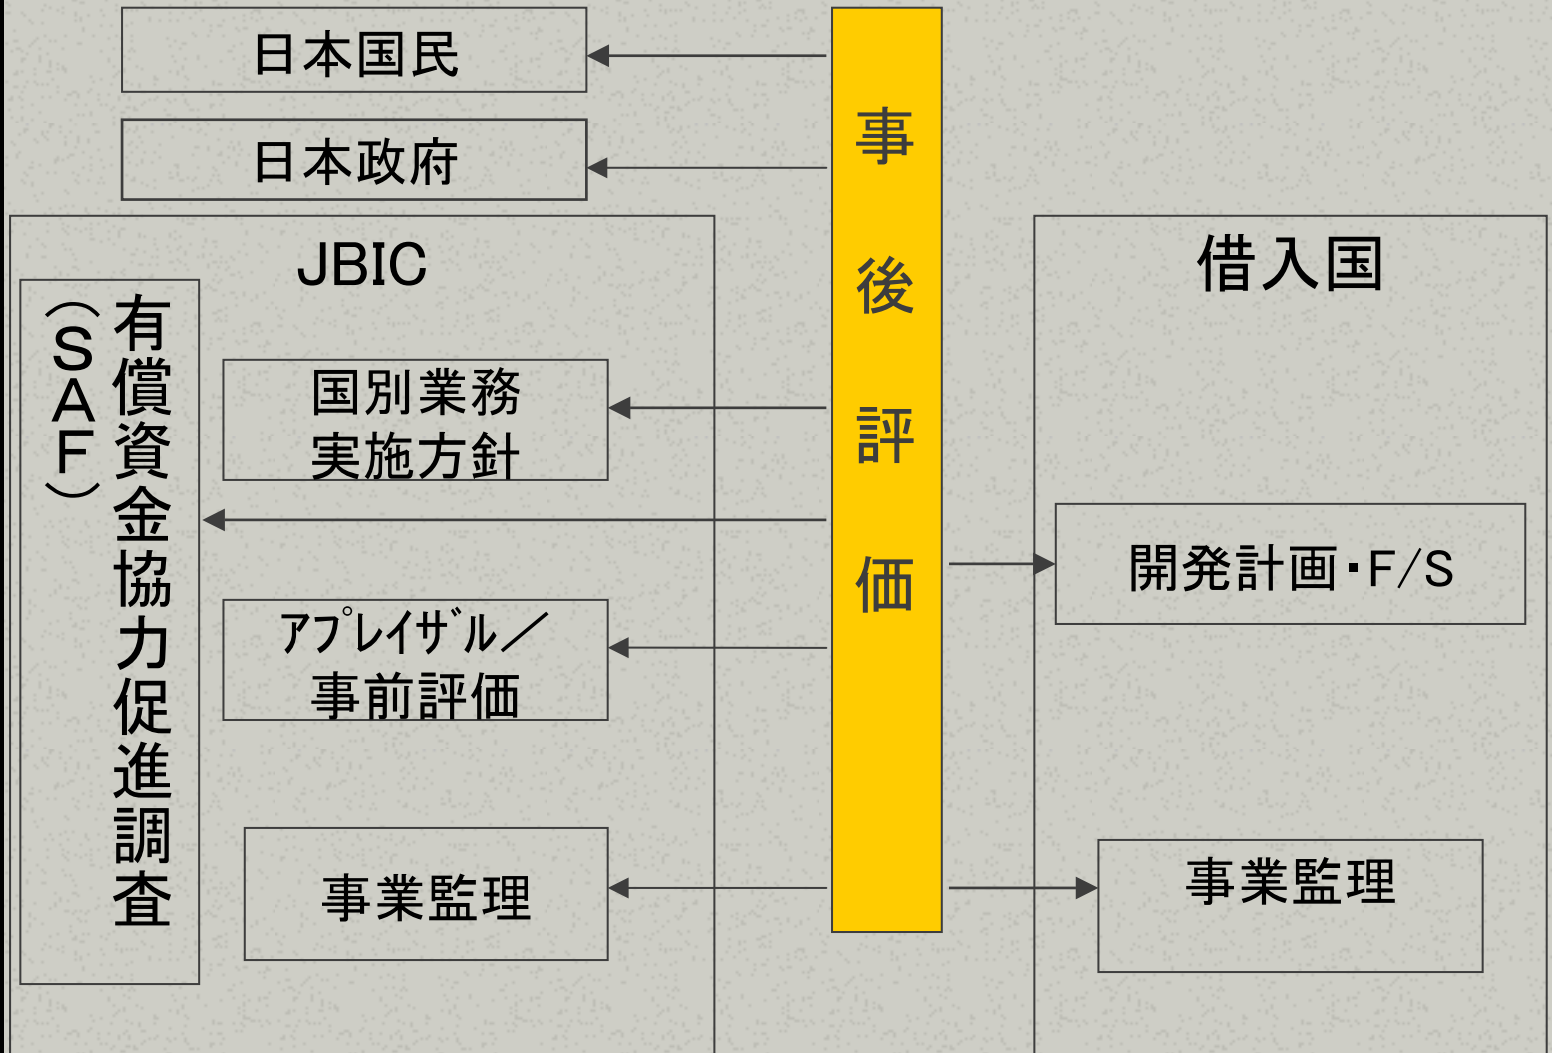 日本国民
日本政府
JBIC
有償資金協力促進調査
（ＳＡＦ）
国別業務
実施方針
ｱﾌﾟﾚｲｻﾞﾙ／
事前評価
事業監理
事後評価
借入国
開発計画･F/S
事業監理